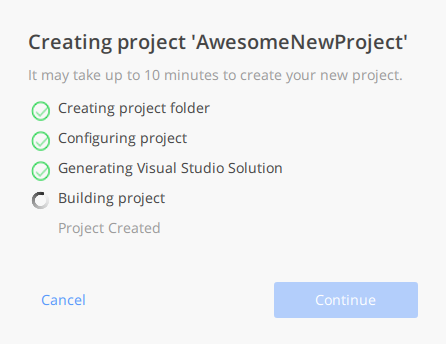 Creating project 'AwesomeNewProject'
It may take up to 10 minutes to create your new project.
Creating project folder
Configuring project
Generating Visual Studio Solution
Building project
Project Created
Cancel
Continue